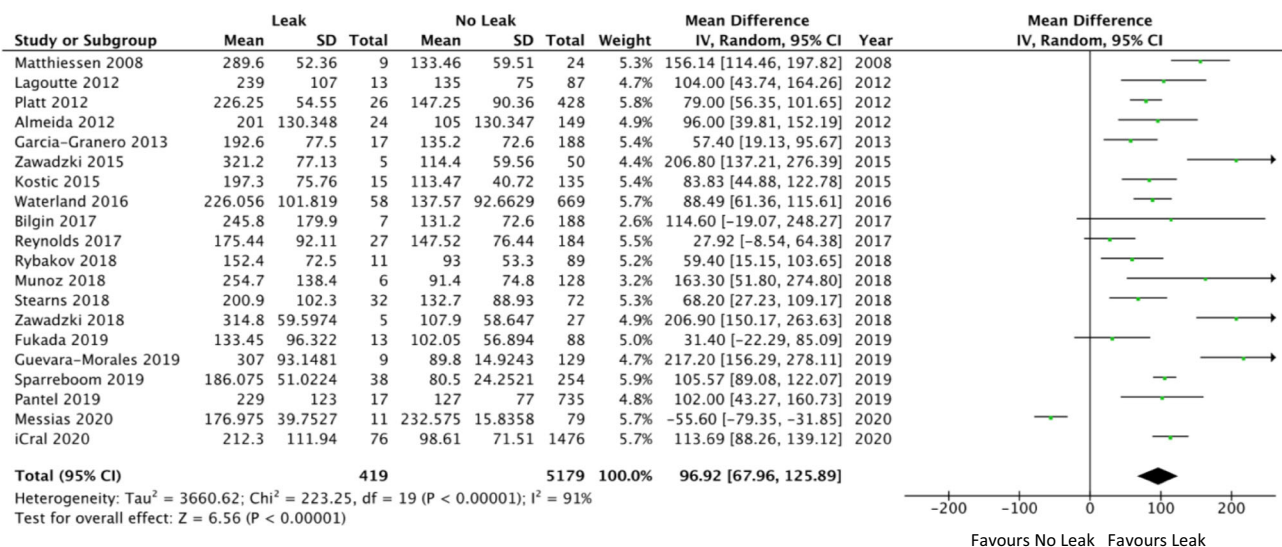 Leak No Leak Mean Difference Mean Difference
Study or Subgroup Mean SD Total Mean SD Total Weight IV, Random, 95% CI Year IV, Random, 95% CI
Matthiessen 2008 289.6 52.36 9 133.46 59.51 24 5.3% 156.14 [114.46, 197.82] 2008
Lagoutte 2012 239 107 13 135 75 87 4.7% 104.00 [43.74, 164.26] 2012
Platt 2012 226.25 54.55 26 147.25 90.36 428 5.8% 79.00 [56.35, 101.65] 2012
Almeida 2012 201 130.348 24 105 130.347 149 4.9% 96.00 [39.81, 152.19] 2012
Garcia-Granero 2013 192.6 77.5 17 135.2 72.6 188 5.4% 57.40 [19.13, 95.67] 2013
Zawadzki 2015 321.2 77.13 5 114.4 59.56 50 4.4% 206.80 [137.21, 276.39] 2015
Kostic 2015 197.3 75.76 15 113.47 40.72 135 5.4% 83.83 [44.88, 122.78] 2015
Waterland 2016 226.056 101.819 58 137.57 92.6629 669 5.7% 88.49 [61.36, 115.61] 2016
Bilgin 2017 245.8 179.9 7 131.2 72.6 188 2.6% 114.60 [-19.07, 248.27] 2017
Reynolds 2017 175.44 92.11 27 147.52 76.44 184 5.5% 27.92 [-8.54, 64.38] 2017
Rybakov 2018 152.4 72.5 11 93 53.3 89 5.2% 59.40 [15.15, 103.65] 2018
Munoz 2018 254.7 138.4 6 91.4 74.8 128 3.1% 163.30 [51.80, 274.80] 2018
Stearns 2018 200.9 102.3 32 132.7 88.93 72 5.3% 68.20 [27.23, 109.17] 2018
Zawadzki 2018 314.8 59.5974 5 107.9 58.647 27 4.9% 206.90 [150.17, 263.63] 2018
Fukada 2019 133.45 96.322 13 102.05 56.894 88 5.0% 31.40 [-22.29, 85.09] 2019
Guevara-Morales 2019 307 93.1481 9 89.8 14.9243 129 4.7% 217.20 [156.29, 278.11] 2019
Sparreboom 2019 186.075 51.0224 38 80.5 24.2521 254 5.9% 105.57 [89.08, 122.07] 2019
Pantel 2019 229 123 17 127 77 735 4.8% 102.00 [43.27, 160.73] 2019
Messias 2020 176.975 39.7527 11 232.575 15.8358 79 5.7% -55.60 [-79.35, -31.85] 2020
iCral 2020 212.3 111.94 76 98.61 71.51 1476 5.7% 113.69 [88.26, 139.12] 2020
Total (95% CI) 419 5179 100.0% 96.92 [67.96, 125.89]
Heterogeneity: Tau² = 3660.62; Chi² = 223.25, df = 19 (P < 0.00001); I² = 91%
Test for overall effect: Z = 6.56 (P < 0.00001)
-200 -100 0 100 200
Favours No Leak Favours Leak